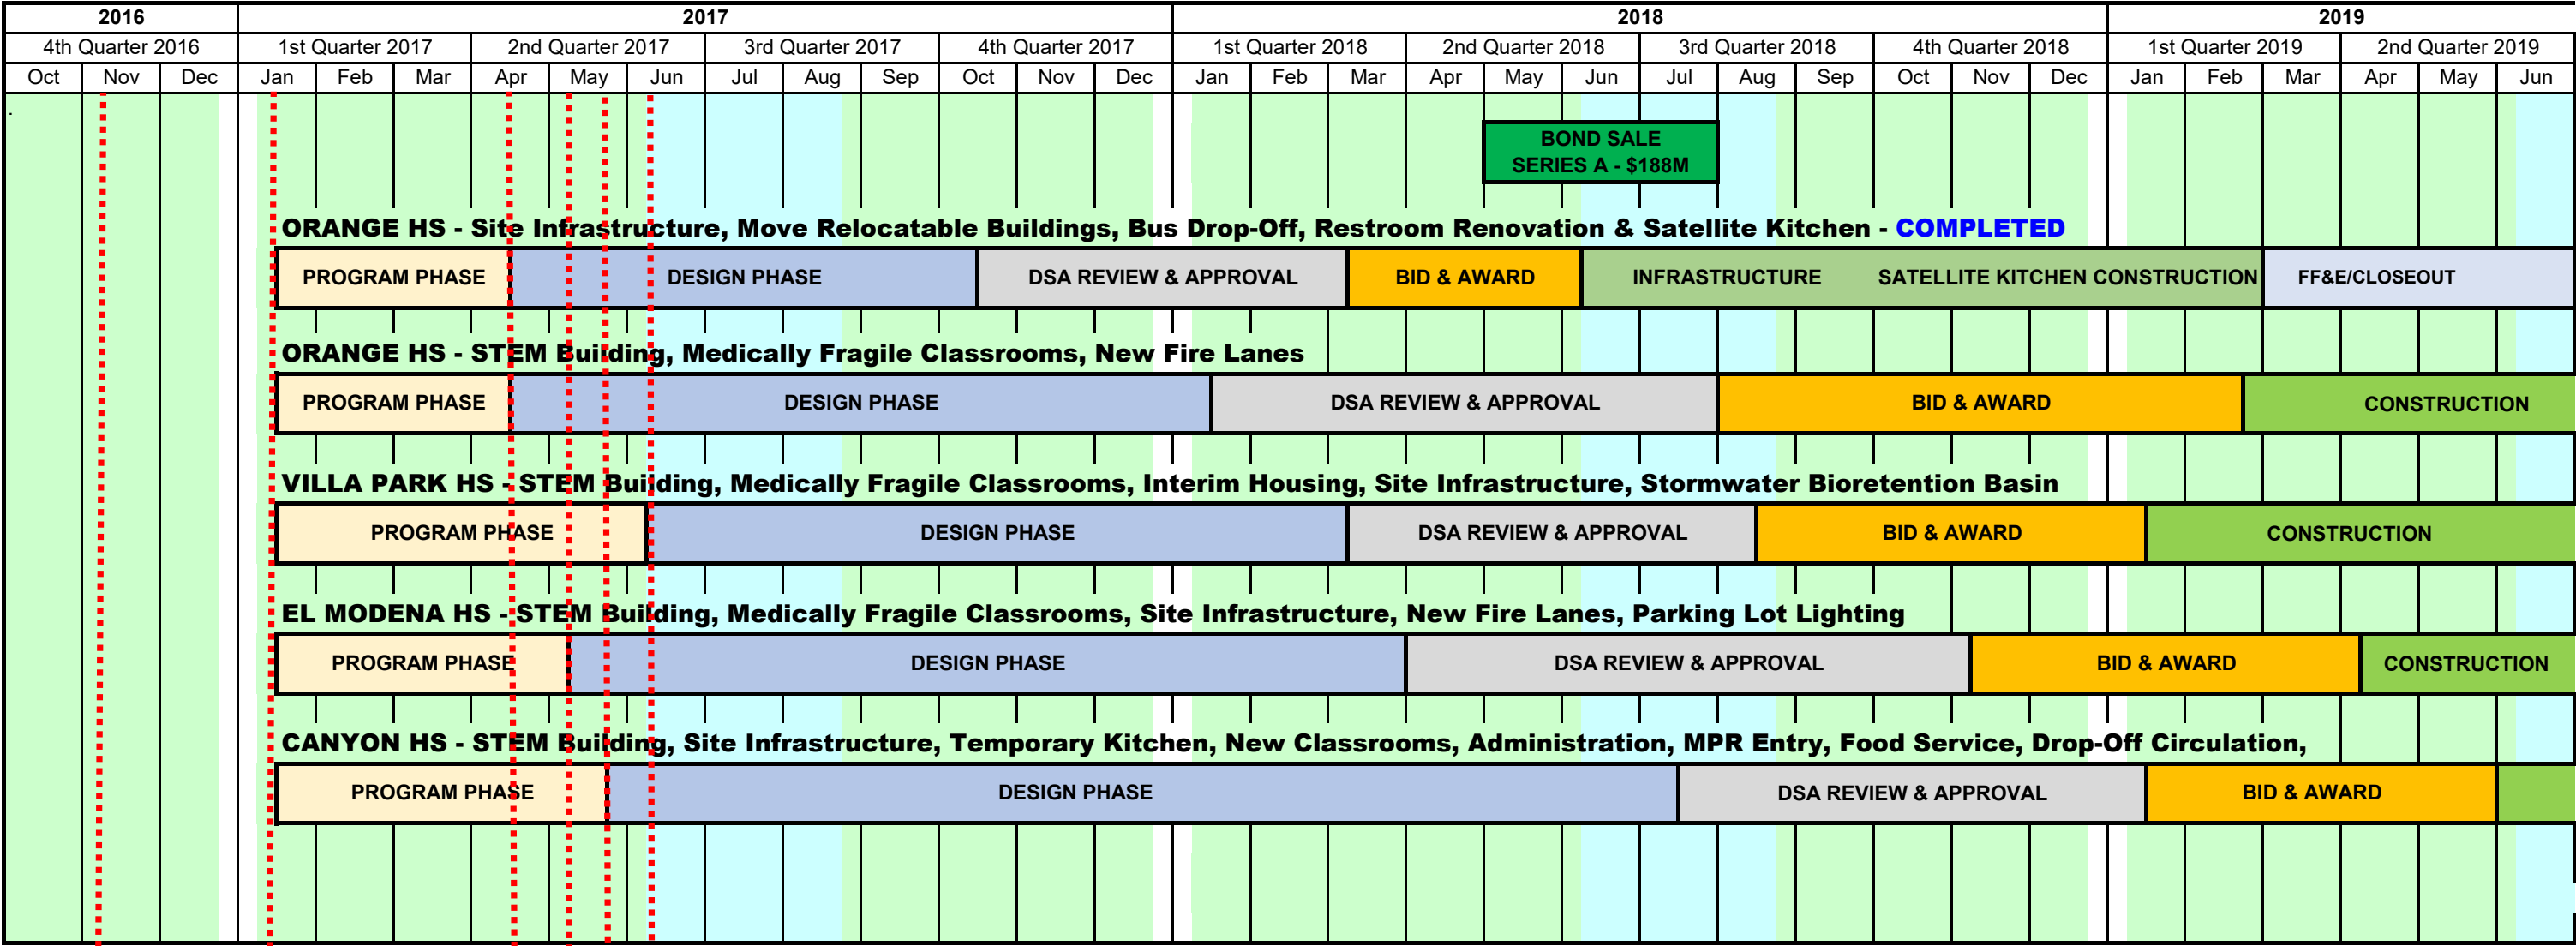 2016 2017 2018 2019
4th Quarter 2016 1st Quarter 2017 2nd Quarter 2017 3rd Quarter 2017 4th Quarter 2017 1st Quarter 2018 2nd Quarter 2018 3rd Quarter 2018 4th Quarter 2018 1st Quarter 2019 2nd Quarter 2019
Oct Nov Dec Jan Feb Mar Apr May Jun Jul Aug Sep Oct Nov Dec Jan Feb Mar Apr May Jun Jul Aug Sep Oct Nov Dec Jan Feb Mar Apr May Jun
BOND SALE
SERIES A - $188M
ORANGE HS - Site Infrastructure, Move Relocatable Buildings, Bus Drop-Off, Restroom Renovation & Satellite Kitchen - COMPLETED
PROGRAM PHASE DESIGN PHASE DSA REVIEW & APPROVAL BID & AWARD INFRASTRUCTURE SATELLITE KITCHEN CONSTRUCTION FF&E/CLOSEOUT
ORANGE HS - STEM Building, Medically Fragile Classrooms, New Fire Lanes
PROGRAM PHASE DESIGN PHASE DSA REVIEW & APPROVAL BID & AWARD CONSTRUCTION
VILLA PARK HS - STEM Building, Medically Fragile Classrooms, Interim Housing, Site Infrastructure, Stormwater Bioretention Basin
PROGRAM PHASE DESIGN PHASE DSA REVIEW & APPROVAL BID & AWARD CONSTRUCTION
EL MODENA HS - STEM Building, Medically Fragile Classrooms, Site Infrastructure, New Fire Lanes, Parking Lot Lighting
PROGRAM PHASE DESIGN PHASE DSA REVIEW & APPROVAL BID & AWARD CONSTRUCTION
CANYON HS - STEM Building, Site Infrastructure, Temporary Kitchen, New Classrooms, Administration, MPR Entry, Food Service, Drop-Off Circulation,
PROGRAM PHASE DESIGN PHASE DSA REVIEW & APPROVAL BID & AWARD